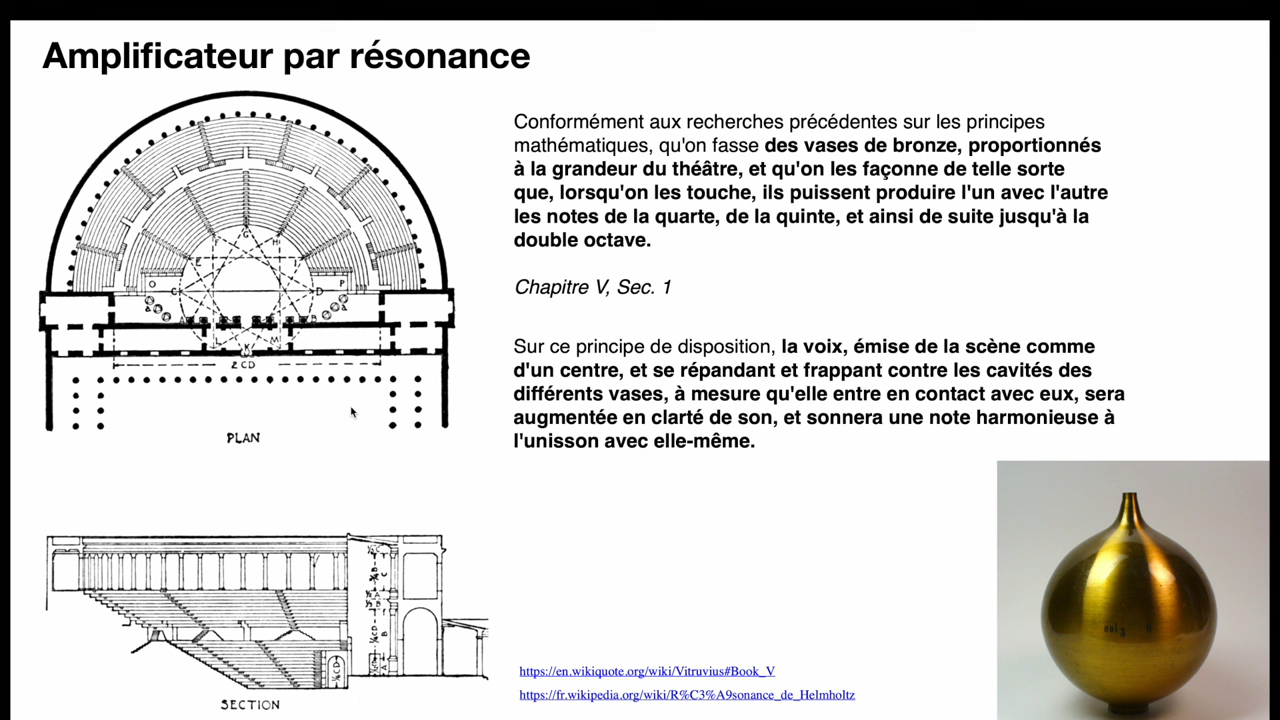 Amplificateur par résonance
Conformément aux recherches précédentes sur les principes
mathématiques, qu'on fasse des vases de bronze, proportionnés
à la grandeur du théâtre, et qu'on les façonne de telle sorte
que, lorsqu'on les touche, ils puissent produire l'un avec l'autre
les notes de la quarte, de la quinte, et ainsi de suite jusqu'à la
double octave.
Chapitre V, Sec. 1
Sur ce principe de disposition, la voix, émise de la scène comme
d'un centre, et se répandant et frappant contre les cavités des
différents vases, à mesure qu'elle entre en contact avec eux, sera
augmentée en clarté de son, et sonnera une note harmonieuse à
l'unisson avec elle-même.
G
H
E
I
O
P
C
D
A
B
K
M
2 CD
PLAN
SECTION
https://en.wikiquote.org/wiki/Vitruvius#Book_V
https://fr.wikipedia.org/wiki/R%C3%A9sonance_de_Helmholtz